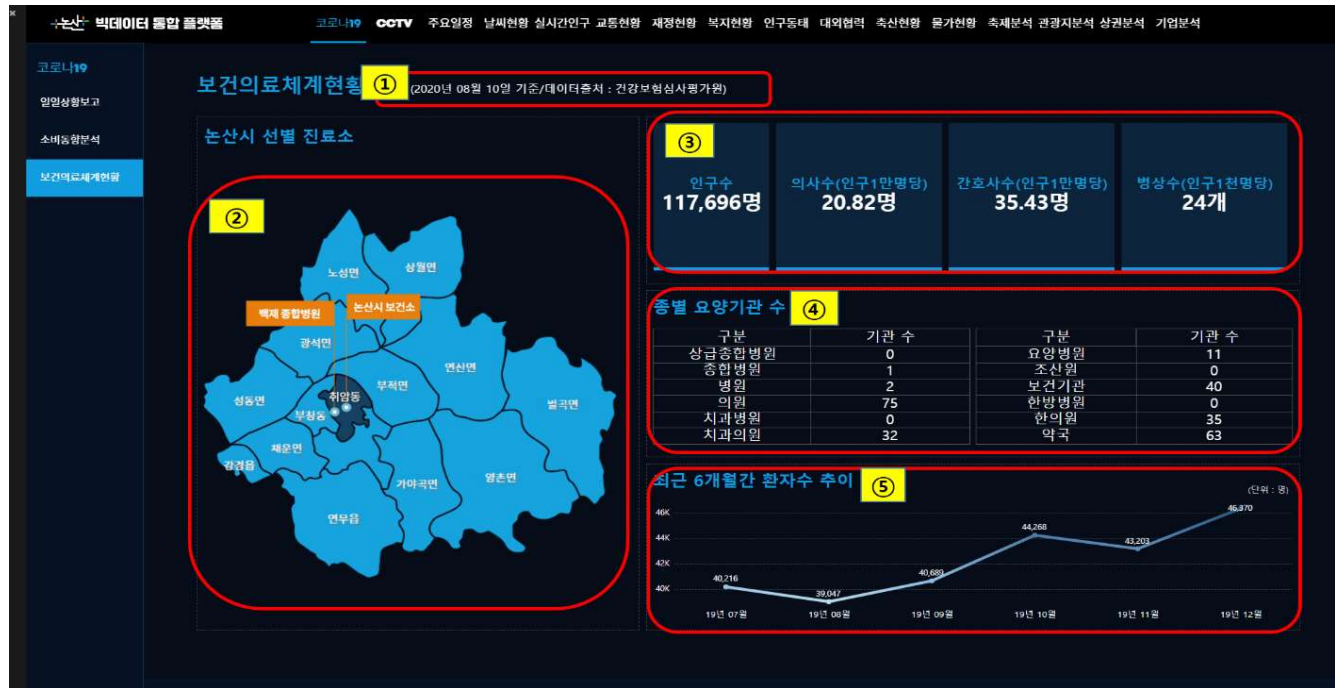 논산 빅데이터 통합 플랫폼
코로나19 CCTV 주요일정 날씨현황 실시간인구 교통현황 재정현황 복지현황 인구동태 대외협력 축산현황 물가현황 축제분석 관광지분석 상권분석 기업분석
코로나19
일일상황보고
소비동향분석
보건의료체계현황
보건의료체계현황 ① (2020년 08월 10일 기준/데이터출처 : 건강보험심사평가원)
논산시 선별 진료소
②
노성면
상월면
백제 종합병원
논산시 보건소
광석면
연산면
부적면
성동면
취암동
벌곡면
부창동
채운면
강경읍
가야곡면
양촌면
연무읍
③
인구수 의사수(인구1만명당) 간호사수(인구1만명당) 병상수(인구1천명당)
117,696명 20.82명 35.43명 24개
종별 요양기관 수 ④
구분 기관 수 구분 기관 수
상급종합병원 0 요양병원 11
종합병원 1 조산원 0
병원 2 보건기관 40
의원 75 한방병원 0
치과병원 0 한의원 35
치과의원 32 약국 63
최근 6개월간 환자수 추이 ⑤
(단위 : 명)
46K
44K
42K
40K
40,216
39,047
40,689
44,268
43,203
46,370
19년 07월 19년 08월 19년 09월 19년 10월 19년 11월 19년 12월